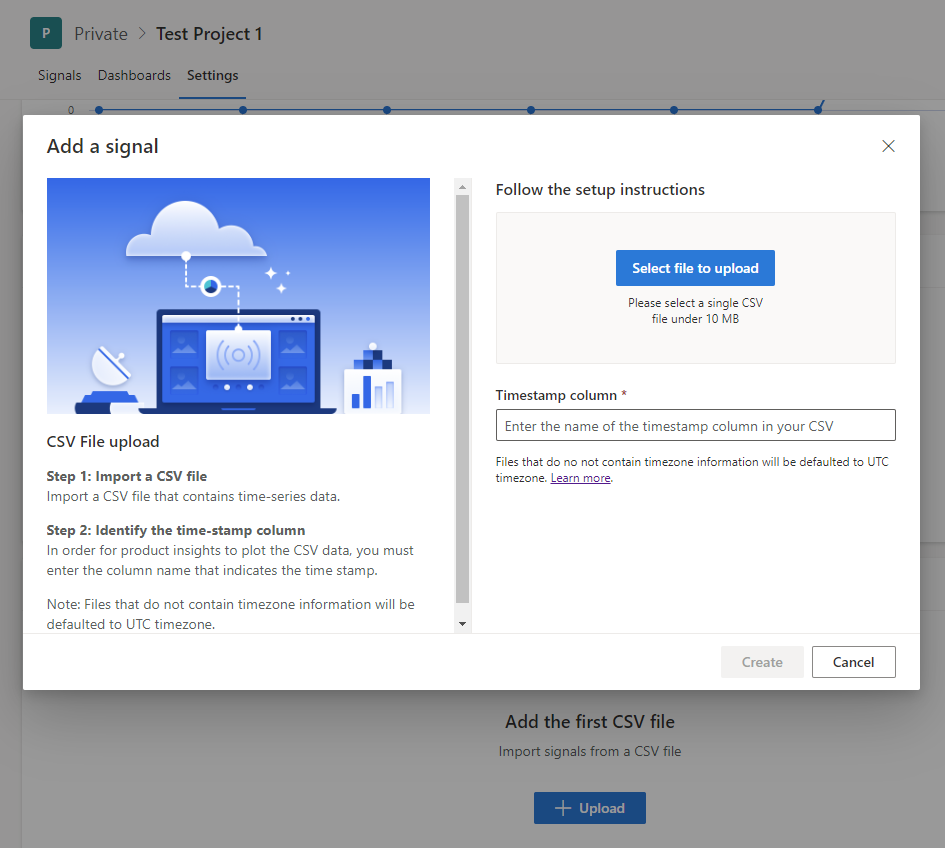 P Private > Test Project 1
Signals Dashboards Settings
0
Add a signal
CSV File upload
Step 1: Import a CSV file
Import a CSV file that contains time-series data.
Step 2: Identify the time-stamp column
In order for product insights to plot the CSV data, you must
enter the column name that indicates the time stamp.
Note: Files that do not contain timezone information will be
defaulted to UTC timezone.
Follow the setup instructions
Select file to upload
Please select a single CSV
file under 10 MB
Timestamp column *
Enter the name of the timestamp column in your CSV
Files that do no not contain timezone information will be defaulted to UTC
timezone. Learn more.
Create Cancel
Add the first CSV file
Import signals from a CSV file
+ Upload